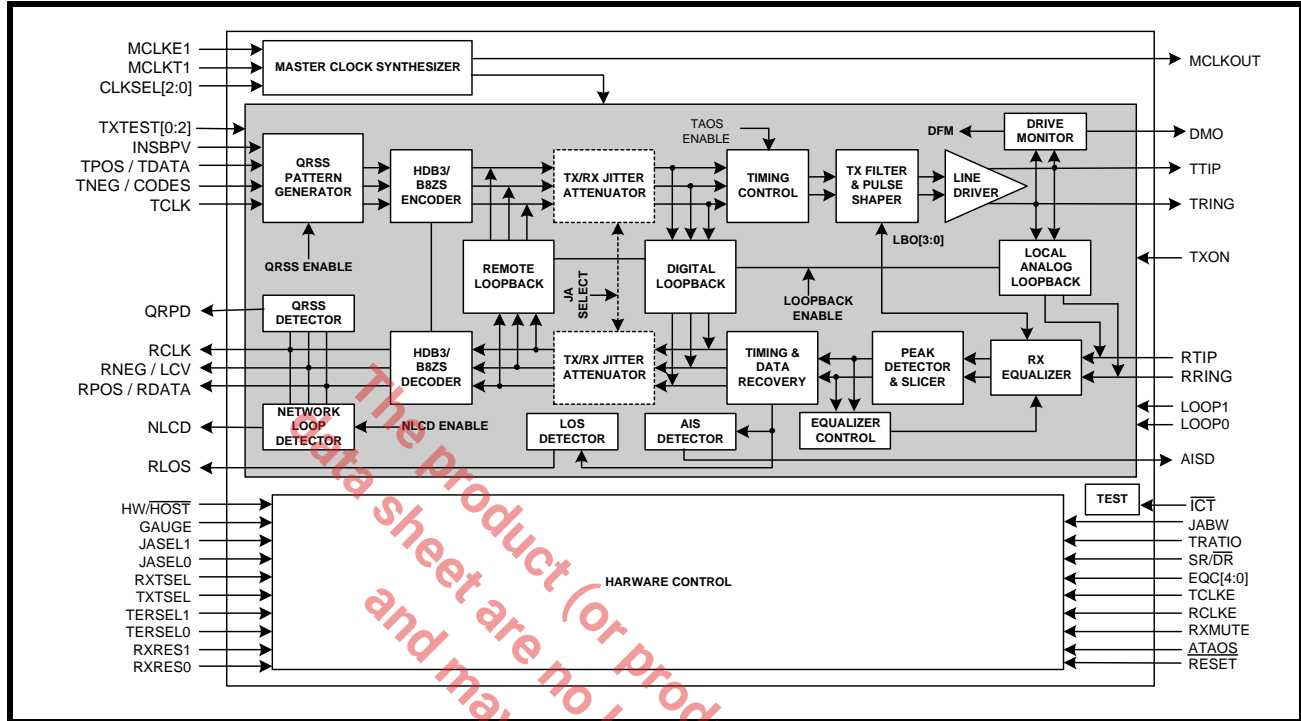 MCLKE1
MCLKT1
CLKSEL[2:0]
MASTER CLOCK SYNTHESIZER
MCLKOUT
TXTEST[0:2]
INSBPV
TPOS / TDATA
TNEG / CODES
TCLK
QRSS
PATTERN
GENERATOR
HDB3/
B8ZS
ENCODER
TX/RX JITTER
ATTENUATOR
TAOS
ENABLE
TIMING
CONTROL
TX FILTER
& PULSE
SHAPER
LINE
DRIVER
DFM
DRIVE
MONITOR
DMO
TTIP
TRING
QRSS ENABLE
REMOTE
LOOPBACK
JA
SELECT
DIGITAL
LOOPBACK
LOOPBACK
ENABLE
LBO[3:0]
LOCAL
ANALOG
LOOPBACK
TXON
QRPD
RCLK
RNEG / LCV
RPOS / RDATA
NLCD
RLOS
QRSS
DETECTOR
NETWORK
LOOP
DETECTOR
NLCD ENABLE
HDB3/
B8ZS
DECODER
TX/RX JITTER
ATTENUATOR
TIMING &
DATA
RECOVERY
PEAK
DETECTOR
& SLICER
RX
EQUALIZER
LOS
DETECTOR
AIS
DETECTOR
EQUALIZER
CONTROL
RTIP
RRING
LOOP1
LOOP0
AISD
HW/HOST
GAUGE
JASEL1
JASEL0
RXTSEL
TXTSEL
TERSEL1
TERSEL0
RXRES1
RXRES0
HARWARE CONTROL
TEST
ICT
JABW
TRATIO
SR/DR
EQC[4:0]
TCLKE
RCLKE
RXMUTE
ATAOS
RESET
The product (or prod
data sheet are no
and may